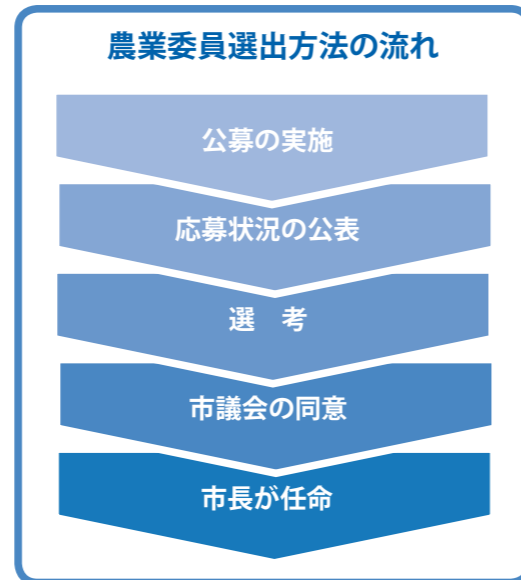 農業委員選出方法の流れ
公募の実施
応募状況の公表
選　考
市議会の同意
市長が任命